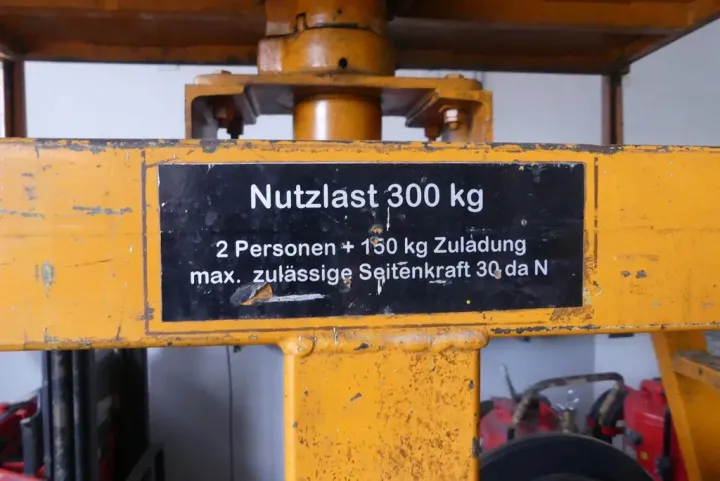 Nutzlast 300 kg
2 Personen + 150 kg Zuladung
max. zulässige Seitenkraft 30 da N